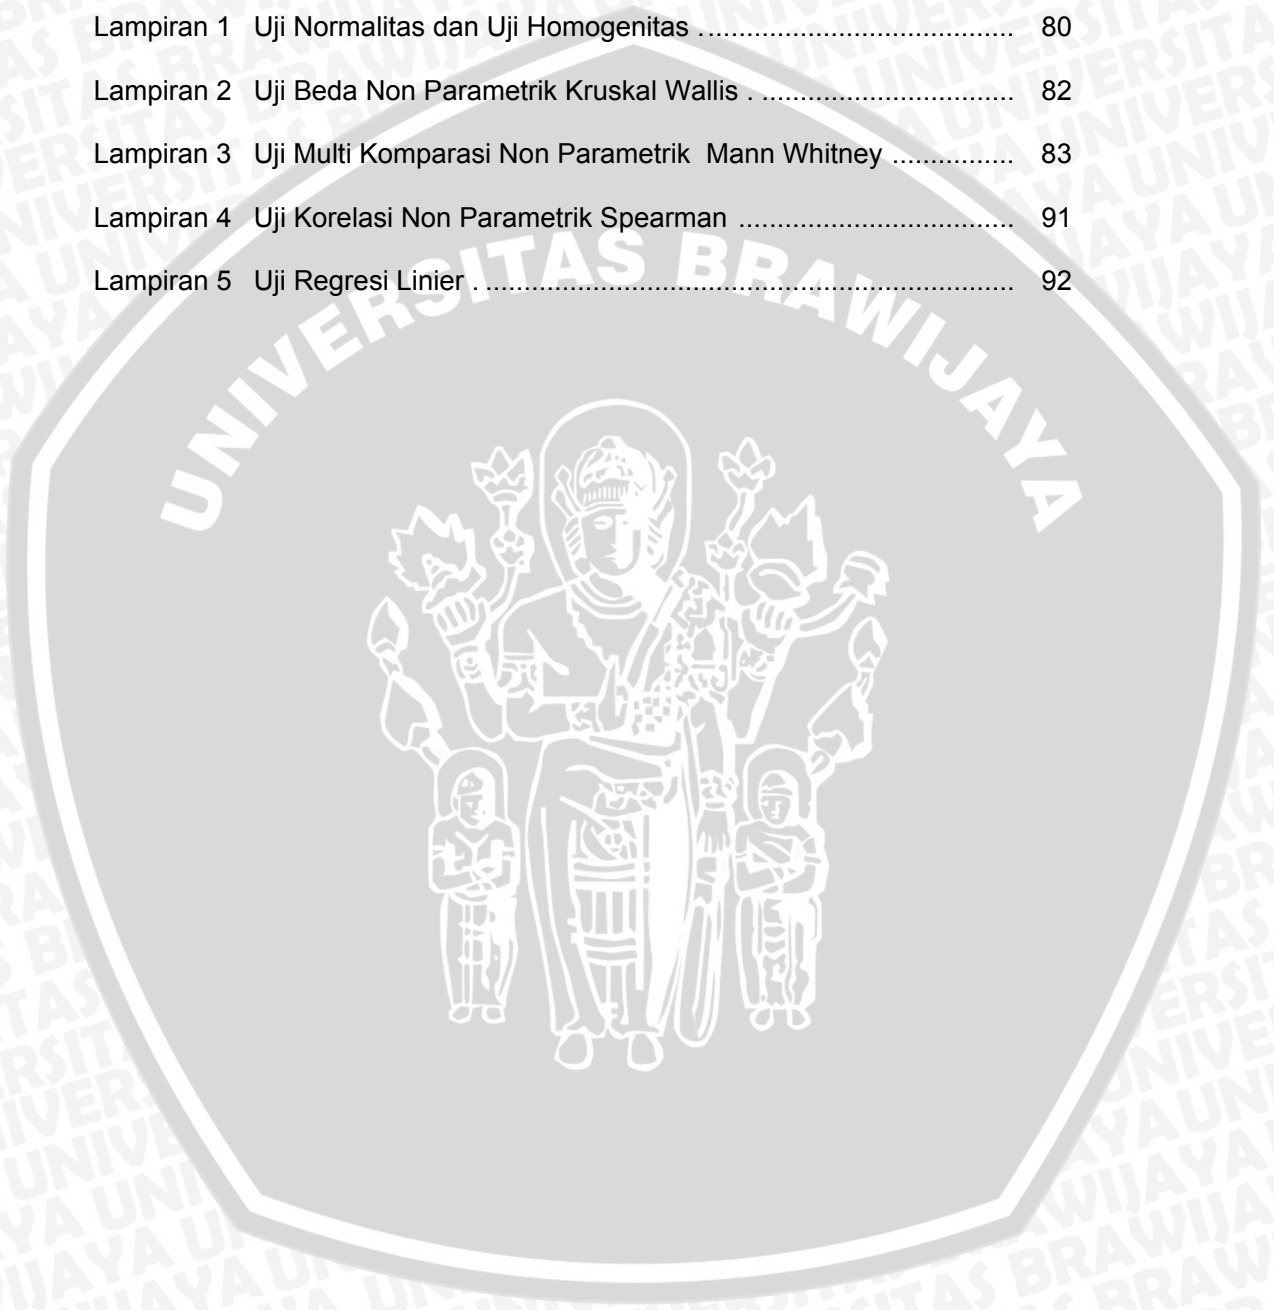 Lampiran 1 Uji Normalitas dan Uji Homogenitas ........................................ 80
Lampiran 2 Uji Beda Non Parametrik Kruskal Wallis . ................................. 82
Lampiran 3 Uji Multi Komparasi Non Parametrik Mann Whitney ................ 83
Lampiran 4 Uji Korelasi Non Parametrik Spearman .................................... 91
Lampiran 5 Uji Regresi Linier . ..................................................................... 92
UNIVERSITAS BRAWIJAYA